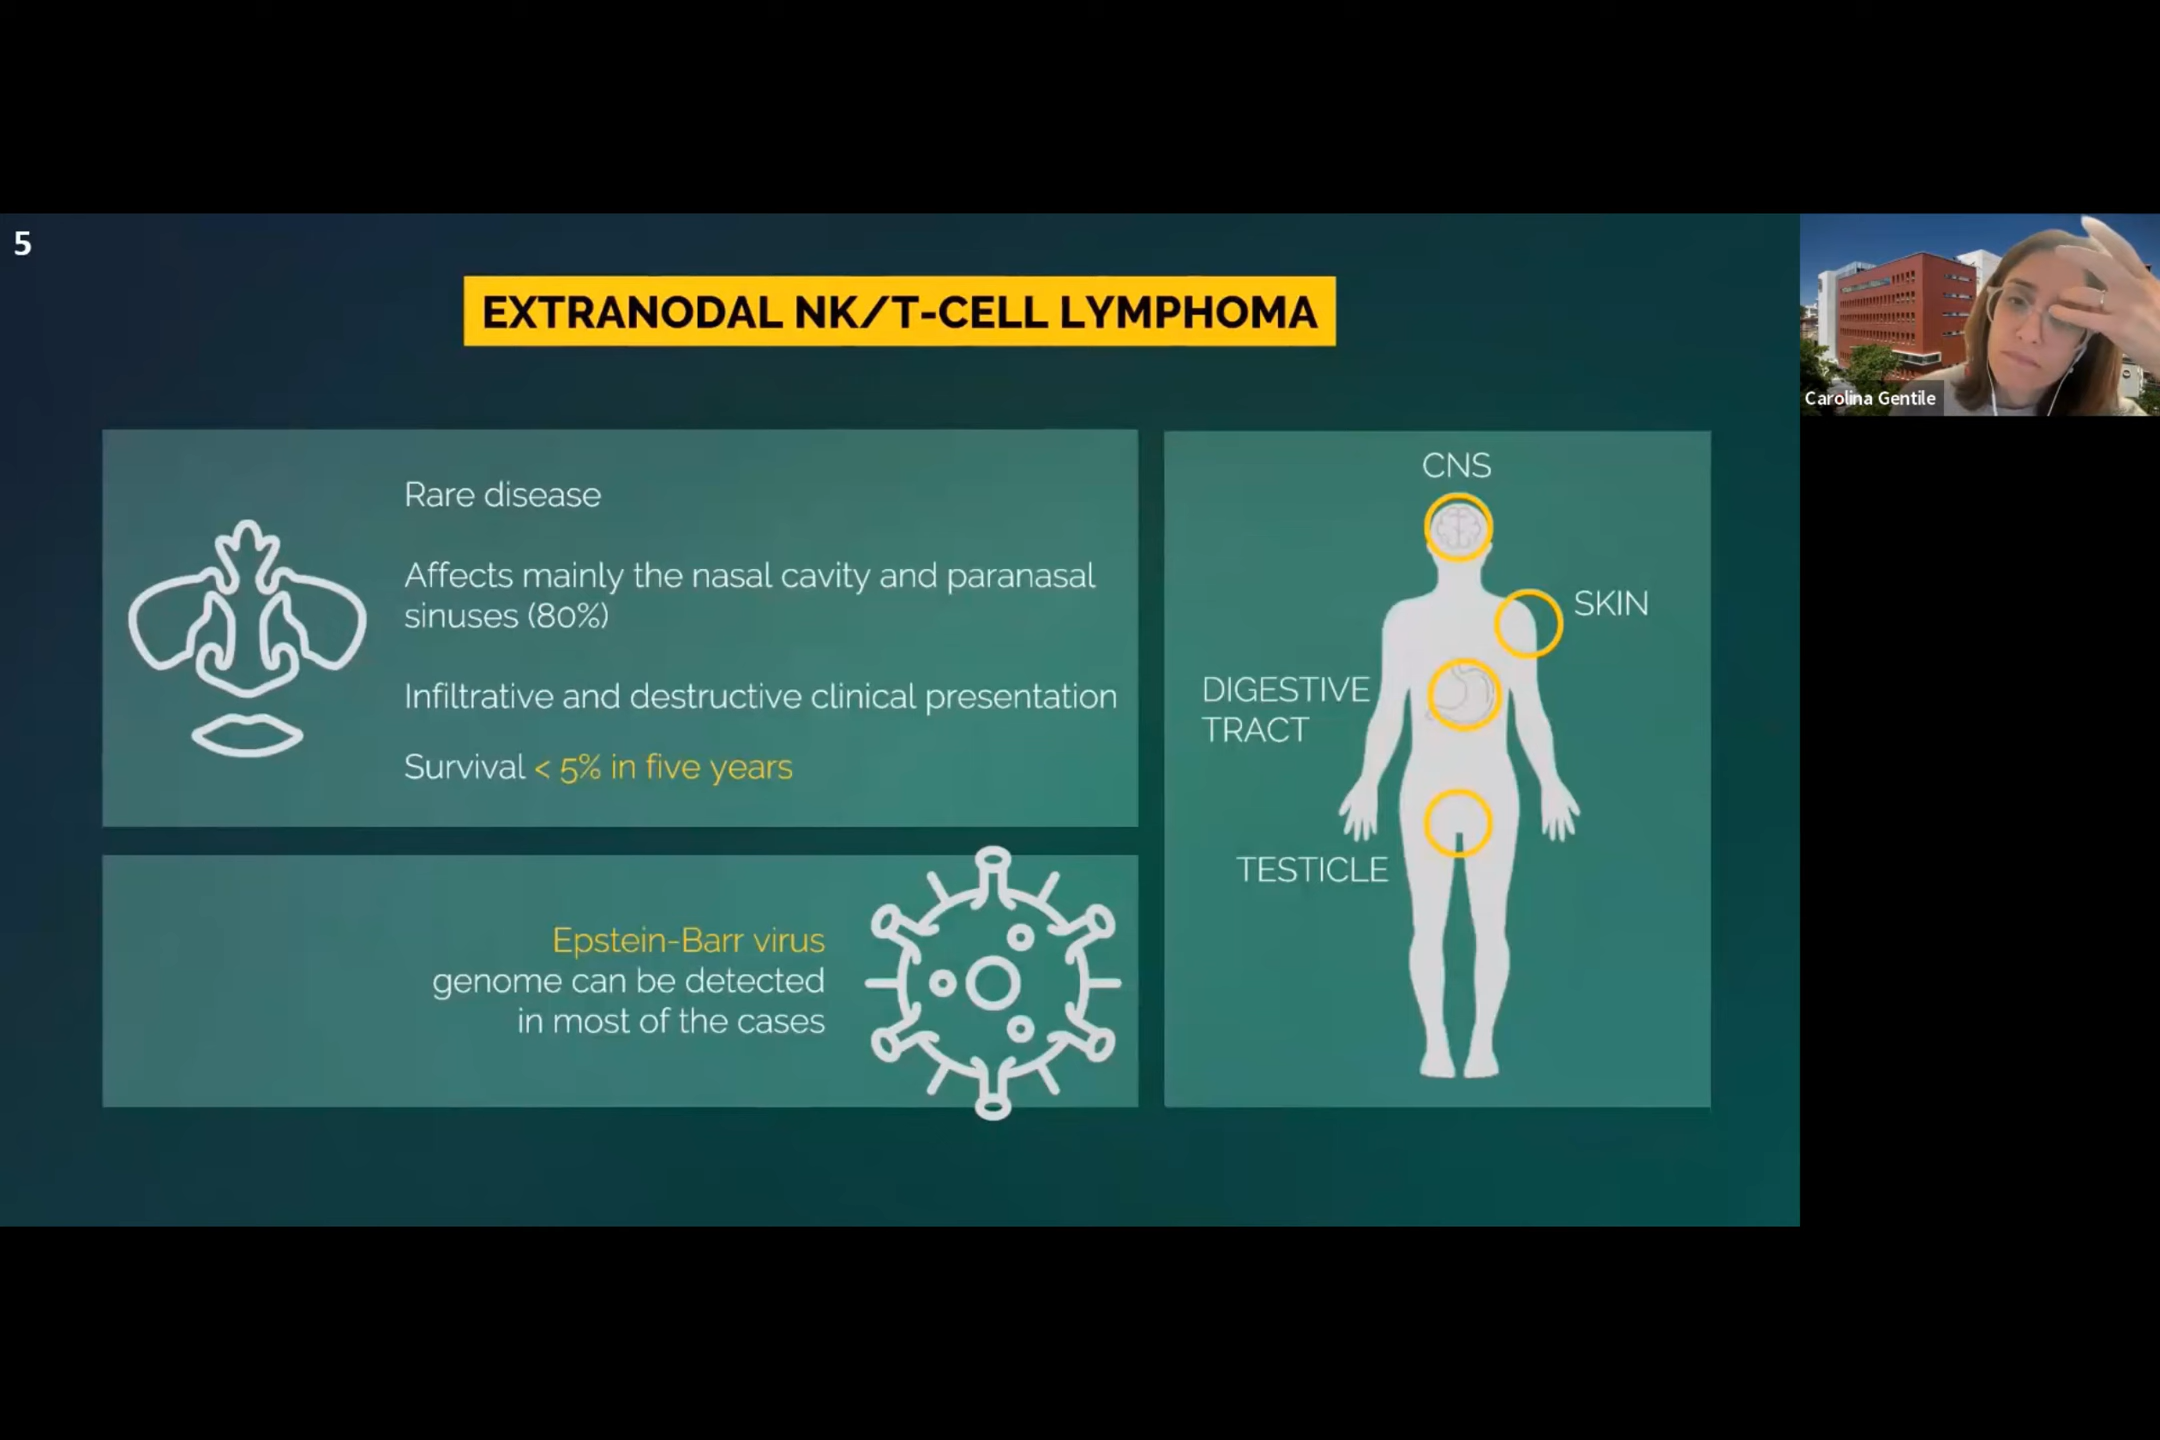 5
EXTRANODAL NK/T-CELL LYMPHOMA
Rare disease
Affects mainly the nasal cavity and paranasal
sinuses (80%)
Infiltrative and destructive clinical presentation
Survival < 5% in five years
Epstein-Barr virus
genome can be detected
in most of the cases
CNS
SKIN
DIGESTIVE
TRACT
TESTICLE
Carolina Gentile